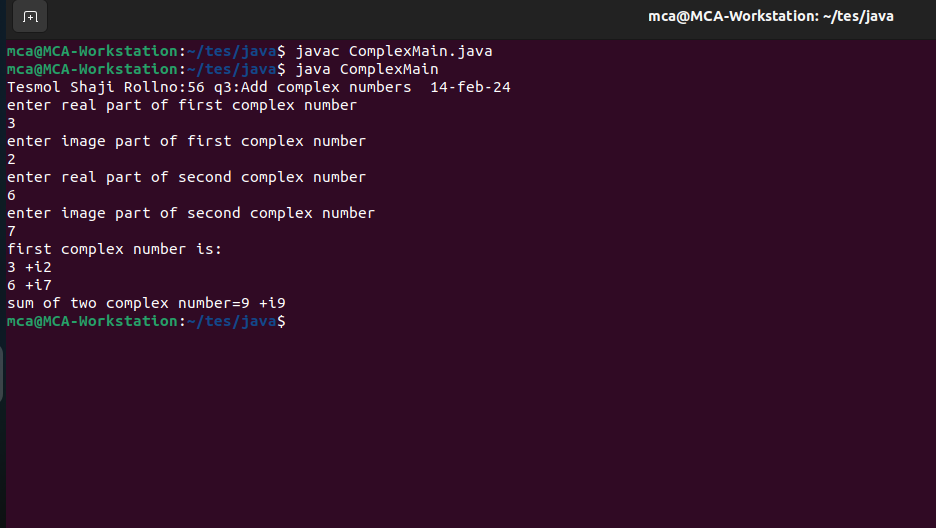 mca@MCA-Workstation: ~/tes/java
mca@MCA-Workstation:~/tes/java$ javac ComplexMain.java
mca@MCA-Workstation:~/tes/java$ java ComplexMain
Tesmol Shaji Rollno:56 q3:Add complex numbers  14-feb-24
enter real part of first complex number
3
enter image part of first complex number
2
enter real part of second complex number
6
enter image part of second complex number
7
first complex number is:
3 +i2
6 +i7
sum of two complex number=9 +i9
mca@MCA-Workstation:~/tes/java$